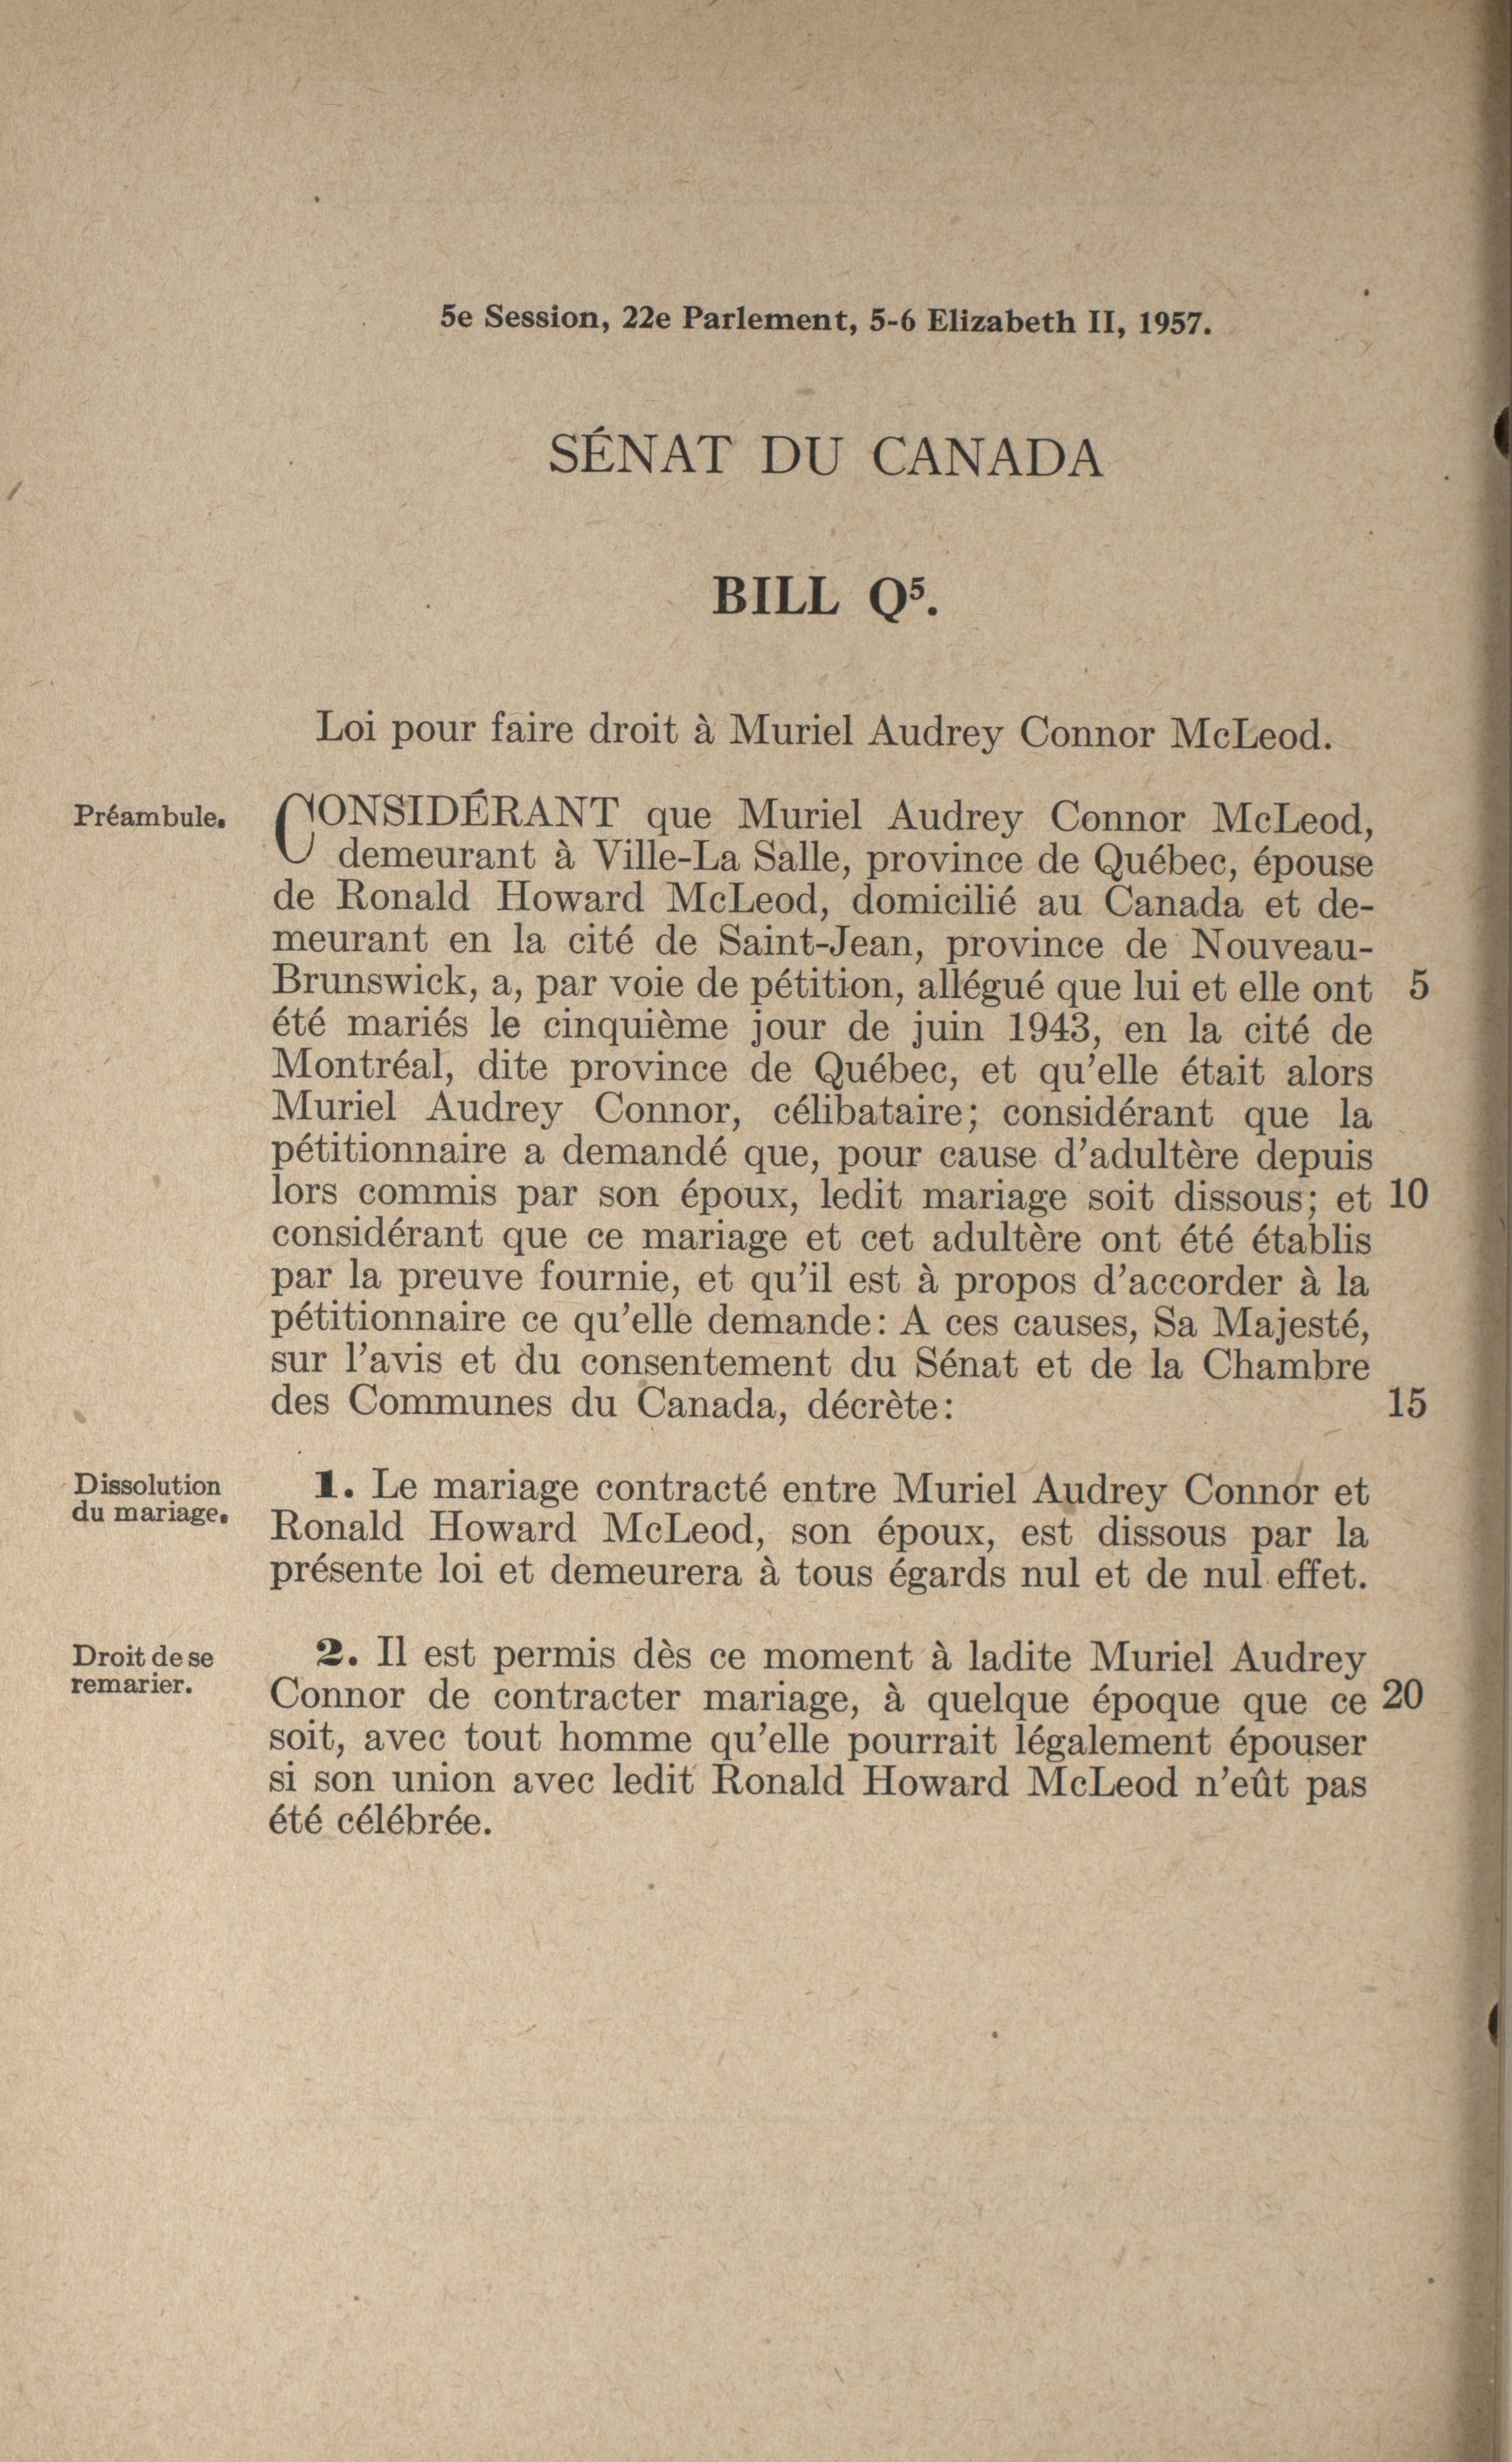 5e Session, 22e Parlement, 5-6 Elizabeth II, 1957.
SÉNAT DU CANADA
BILL Q⁵.
Loi pour faire droit à Muriel Audrey Connor McLeod.
Préambule.
CONSIDÉRANT que Muriel Audrey Connor McLeod,
demeurant à Ville-La Salle, province de Québec, épouse
de Ronald Howard McLeod, domicilié au Canada et de-
meurant en la cité de Saint-Jean, province de Nouveau-
Brunswick, a, par voie de pétition, allégué que lui et elle ont 5
été mariés le cinquième jour de juin 1943, en la cité de
Montréal, dite province de Québec, et qu'elle était alors
Muriel Audrey Connor, célibataire; considérant que la
pétitionnaire a demandé que, pour cause d'adultère depuis
lors commis par son époux, ledit mariage soit dissous; et 10
considérant que ce mariage et cet adultère ont été établis
par la preuve fournie, et qu'il est à propos d'accorder à la
pétitionnaire ce qu'elle demande: A ces causes, Sa Majesté,
sur l'avis et du consentement du Sénat et de la Chambre
des Communes du Canada, décrète: 15
Dissolution
du mariage.
1. Le mariage contracté entre Muriel Audrey Connor et
Ronald Howard McLeod, son époux, est dissous par la
présente loi et demeurera à tous égards nul et de nul effet.
Droit de se
remarier.
2. Il est permis dès ce moment à ladite Muriel Audrey
Connor de contracter mariage, à quelque époque que ce 20
soit, avec tout homme qu'elle pourrait légalement épouser
si son union avec ledit Ronald Howard McLeod n'eût pas
été célébrée.